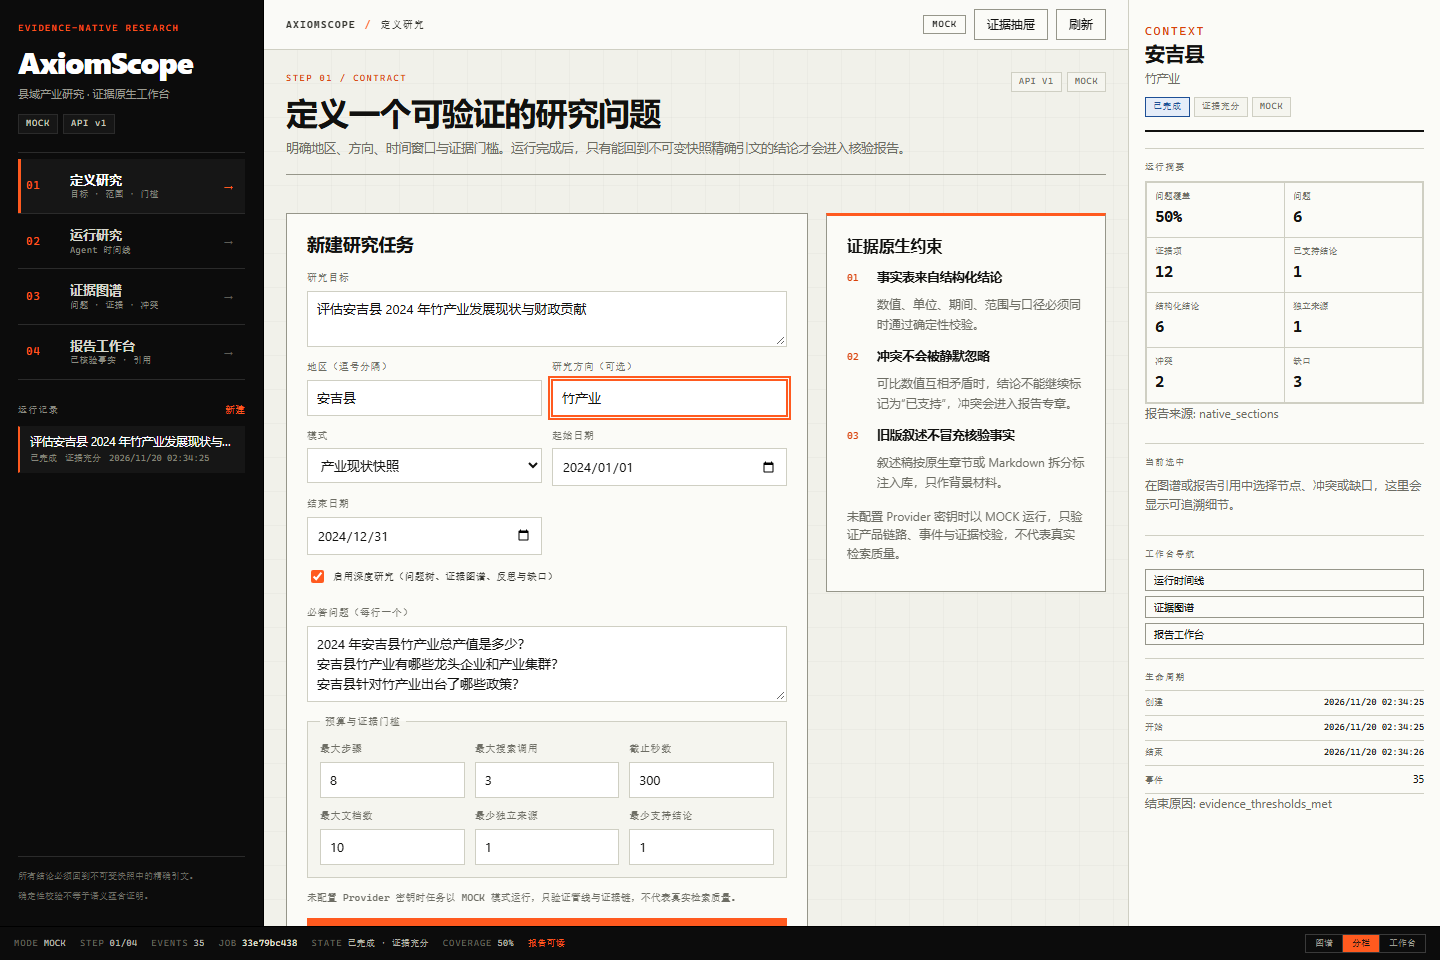 EVIDENCE-NATIVE RESEARCH
AxiomScope
县域产业研究 · 证据原生工作台
MOCK
API v1
01
定义研究
目标 · 范围 · 门槛
→
02
运行研究
Agent 时间线
→
03
证据图谱
问题 · 证据 · 冲突
→
04
报告工作台
已核验事实 · 引用
→
运行记录
新建
评估安吉县 2024 年竹产业发展现状与...
已完成 证据充分 2026/11/20 02:34:25
所有结论必须回到不可变快照中的精确引文。
确定性校验不等于语义蕴含证明。
AXIOMSCOPE / 定义研究
MOCK
证据抽屉
刷新
STEP 01 / CONTRACT
API V1
MOCK
定义一个可验证的研究问题
明确地区、方向、时间窗口与证据门槛。运行完成后，只有能回到不可变快照精确引文的结论才会进入核验报告。
新建研究任务
研究目标
评估安吉县 2024 年竹产业发展现状与财政贡献
地区（逗号分隔）
研究方向（可选）
安吉县
竹产业
模式
起始日期
产业现状快照
2024/01/01
结束日期
2024/12/31
启用深度研究（问题树、证据图谱、反思与缺口）
必答问题（每行一个）
2024 年安吉县竹产业总产值是多少？
安吉县竹产业有哪些龙头企业和产业集群？
安吉县针对竹产业出台了哪些政策？
预算与证据门槛
最大步骤
最大搜索调用
截止秒数
8
3
300
最大文档数
最少独立来源
最少支持结论
10
1
1
未配置 Provider 密钥时任务以 MOCK 模式运行，只验证管线与证据链，不代表真实检索质量。
证据原生约束
01
事实表来自结构化结论
数值、单位、期间、范围与口径必须同
时通过确定性校验。
02
冲突不会被静默忽略
可比数值互相矛盾时，结论不能继续标
记为“已支持”，冲突会进入报告专章。
03
旧版叙述不冒充核验事实
叙述稿按原生章节或 Markdown 拆分标
注入库，只作背景材料。
未配置 Provider 密钥时以 MOCK 运行，只验
证产品链路、事件与证据校验，不代表真实
检索质量。
CONTEXT
安吉县
竹产业
已完成
证据充分
MOCK
运行摘要
问题覆盖
问题
50%
6
证据项
已支持结论
12
1
结构化结论
独立来源
6
1
冲突
缺口
2
3
报告来源: native_sections
当前选中
在图谱或报告引用中选择节点、冲突或缺口，这里会
显示可追溯细节。
工作台导航
运行时间线
证据图谱
报告工作台
生命周期
创建 2026/11/20 02:34:25
开始 2026/11/20 02:34:25
结束 2026/11/20 02:34:26
事件 35
结束原因: evidence_thresholds_met
MODE MOCK STEP 01/04 EVENTS 35 JOB 33e79bc438 STATE 已完成 · 证据充分 COVERAGE 50% 报告可读
图谱
分栏
工作台